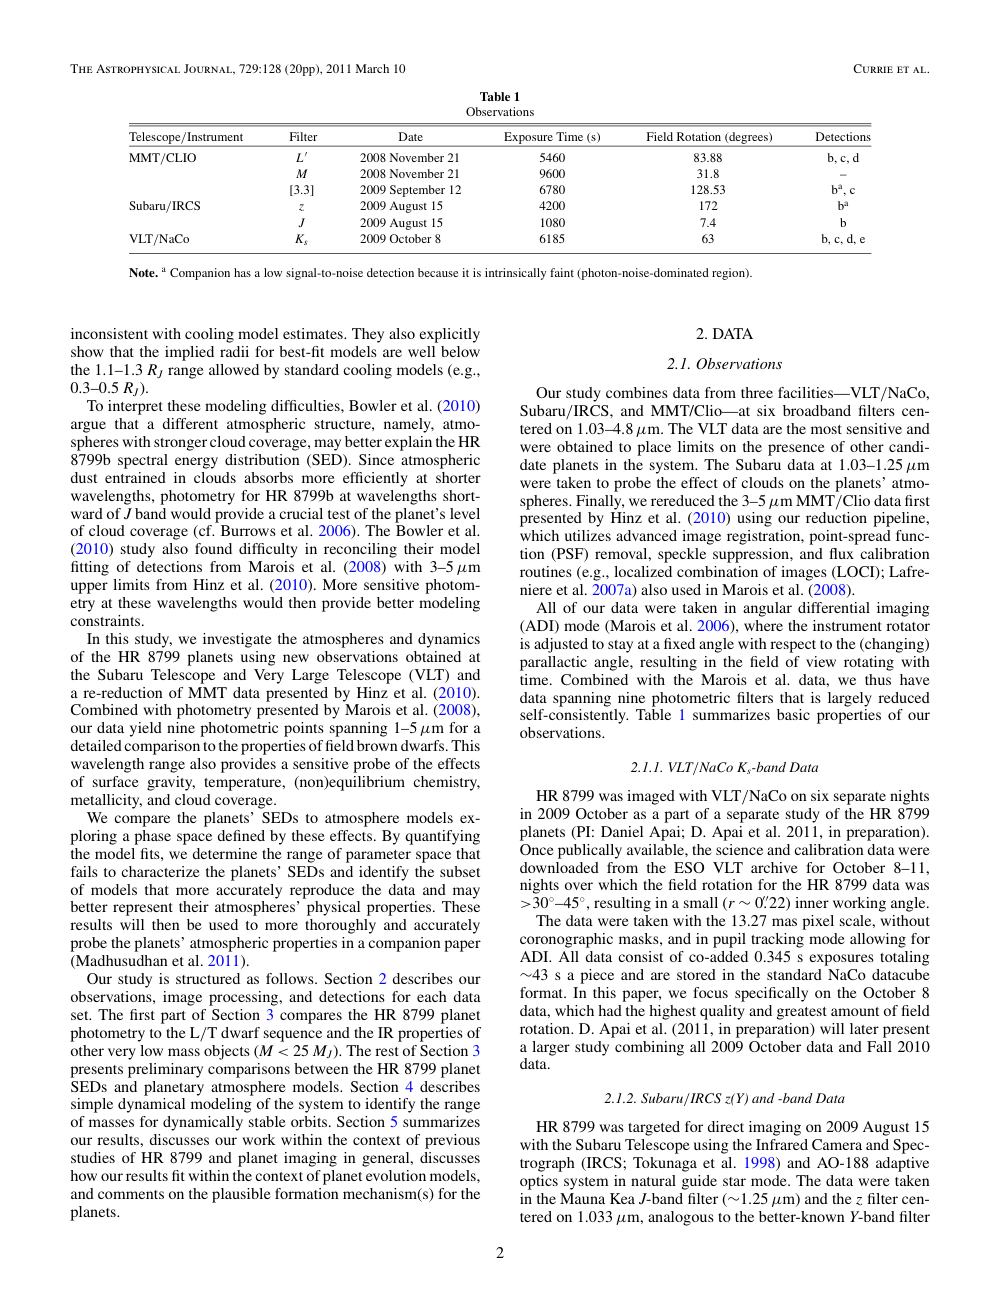 The Astrophysical Journal, 729:128 (20pp), 2011 March 10
Currie et al.
Table 1
Observations
Telescope/Instrument Filter Date Exposure Time (s) Field Rotation (degrees) Detections
MMT/CLIO L′ 2008 November 21 5460 83.88 b, c, d
M 2008 November 21 9600 31.8 –
[3.3] 2009 September 12 6780 128.53 bᵃ, c
Subaru/IRCS z 2009 August 15 4200 172 bᵃ
J 2009 August 15 1080 7.4 b
VLT/NaCo Kₛ 2009 October 8 6185 63 b, c, d, e
Note. ᵃ Companion has a low signal-to-noise detection because it is intrinsically faint (photon-noise-dominated region).
inconsistent with cooling model estimates. They also explicitly
show that the implied radii for best-fit models are well below
the 1.1–1.3 R_J range allowed by standard cooling models (e.g.,
0.3–0.5 R_J).
To interpret these modeling difficulties, Bowler et al. (2010)
argue that a different atmospheric structure, namely, atmo-
spheres with stronger cloud coverage, may better explain the HR
8799b spectral energy distribution (SED). Since atmospheric
dust entrained in clouds absorbs more efficiently at shorter
wavelengths, photometry for HR 8799b at wavelengths short-
ward of J band would provide a crucial test of the planet's level
of cloud coverage (cf. Burrows et al. 2006). The Bowler et al.
(2010) study also found difficulty in reconciling their model
fitting of detections from Marois et al. (2008) with 3–5 μm
upper limits from Hinz et al. (2010). More sensitive photom-
etry at these wavelengths would then provide better modeling
constraints.
In this study, we investigate the atmospheres and dynamics
of the HR 8799 planets using new observations obtained at
the Subaru Telescope and Very Large Telescope (VLT) and
a re-reduction of MMT data presented by Hinz et al. (2010).
Combined with photometry presented by Marois et al. (2008),
our data yield nine photometric points spanning 1–5 μm for a
detailed comparison to the properties of field brown dwarfs. This
wavelength range also provides a sensitive probe of the effects
of surface gravity, temperature, (non)equilibrium chemistry,
metallicity, and cloud coverage.
We compare the planets' SEDs to atmosphere models ex-
ploring a phase space defined by these effects. By quantifying
the model fits, we determine the range of parameter space that
fails to characterize the planets' SEDs and identify the subset
of models that more accurately reproduce the data and may
better represent their atmospheres' physical properties. These
results will then be used to more thoroughly and accurately
probe the planets' atmospheric properties in a companion paper
(Madhusudhan et al. 2011).
Our study is structured as follows. Section 2 describes our
observations, image processing, and detections for each data
set. The first part of Section 3 compares the HR 8799 planet
photometry to the L/T dwarf sequence and the IR properties of
other very low mass objects (M < 25 M_J). The rest of Section 3
presents preliminary comparisons between the HR 8799 planet
SEDs and planetary atmosphere models. Section 4 describes
simple dynamical modeling of the system to identify the range
of masses for dynamically stable orbits. Section 5 summarizes
our results, discusses our work within the context of previous
studies of HR 8799 and planet imaging in general, discusses
how our results fit within the context of planet evolution models,
and comments on the plausible formation mechanism(s) for the
planets.
2. DATA
2.1. Observations
Our study combines data from three facilities—VLT/NaCo,
Subaru/IRCS, and MMT/Clio—at six broadband filters cen-
tered on 1.03–4.8 μm. The VLT data are the most sensitive and
were obtained to place limits on the presence of other candi-
date planets in the system. The Subaru data at 1.03–1.25 μm
were taken to probe the effect of clouds on the planets' atmo-
spheres. Finally, we rereduced the 3–5 μm MMT/Clio data first
presented by Hinz et al. (2010) using our reduction pipeline,
which utilizes advanced image registration, point-spread func-
tion (PSF) removal, speckle suppression, and flux calibration
routines (e.g., localized combination of images (LOCI); Lafre-
niere et al. 2007a) also used in Marois et al. (2008).
All of our data were taken in angular differential imaging
(ADI) mode (Marois et al. 2006), where the instrument rotator
is adjusted to stay at a fixed angle with respect to the (changing)
parallactic angle, resulting in the field of view rotating with
time. Combined with the Marois et al. data, we thus have
data spanning nine photometric filters that is largely reduced
self-consistently. Table 1 summarizes basic properties of our
observations.
2.1.1. VLT/NaCo Kₛ-band Data
HR 8799 was imaged with VLT/NaCo on six separate nights
in 2009 October as a part of a separate study of the HR 8799
planets (PI: Daniel Apai; D. Apai et al. 2011, in preparation).
Once publically available, the science and calibration data were
downloaded from the ESO VLT archive for October 8–11,
nights over which the field rotation for the HR 8799 data was
>30°–45°, resulting in a small (r ∼ 0″.22) inner working angle.
The data were taken with the 13.27 mas pixel scale, without
coronographic masks, and in pupil tracking mode allowing for
ADI. All data consist of co-added 0.345 s exposures totaling
∼43 s a piece and are stored in the standard NaCo datacube
format. In this paper, we focus specifically on the October 8
data, which had the highest quality and greatest amount of field
rotation. D. Apai et al. (2011, in preparation) will later present
a larger study combining all 2009 October data and Fall 2010
data.
2.1.2. Subaru/IRCS z(Y) and -band Data
HR 8799 was targeted for direct imaging on 2009 August 15
with the Subaru Telescope using the Infrared Camera and Spec-
trograph (IRCS; Tokunaga et al. 1998) and AO-188 adaptive
optics system in natural guide star mode. The data were taken
in the Mauna Kea J-band filter (∼1.25 μm) and the z filter cen-
tered on 1.033 μm, analogous to the better-known Y-band filter
2